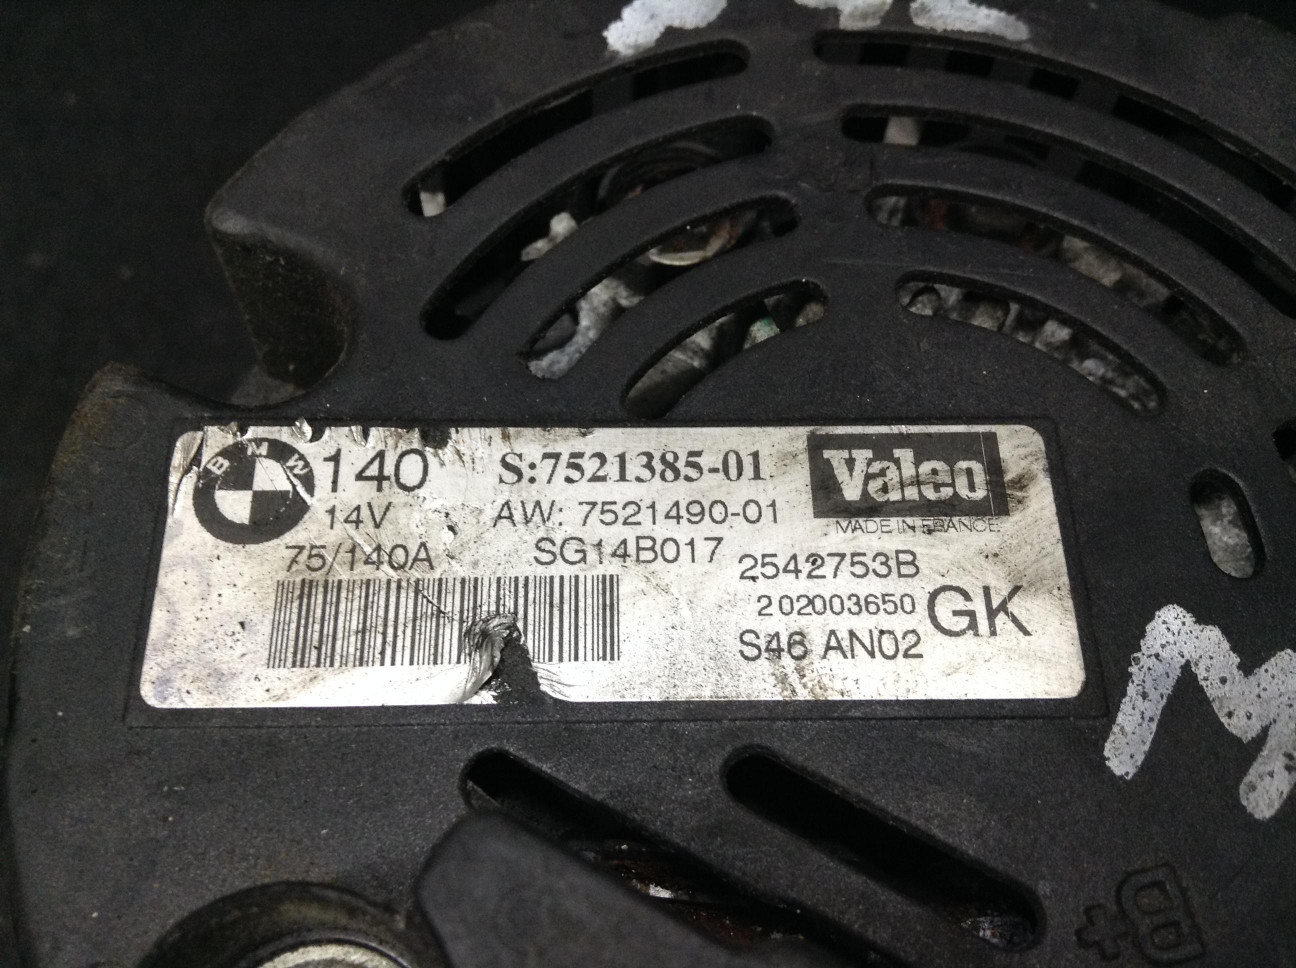 BMW 140 S:7521385-01 Valeo
14V AW: 7521490-01 MADE IN FRANCE
75/140A SG14B017 2542753B
202003650 GK
S46 AN02
M
B+